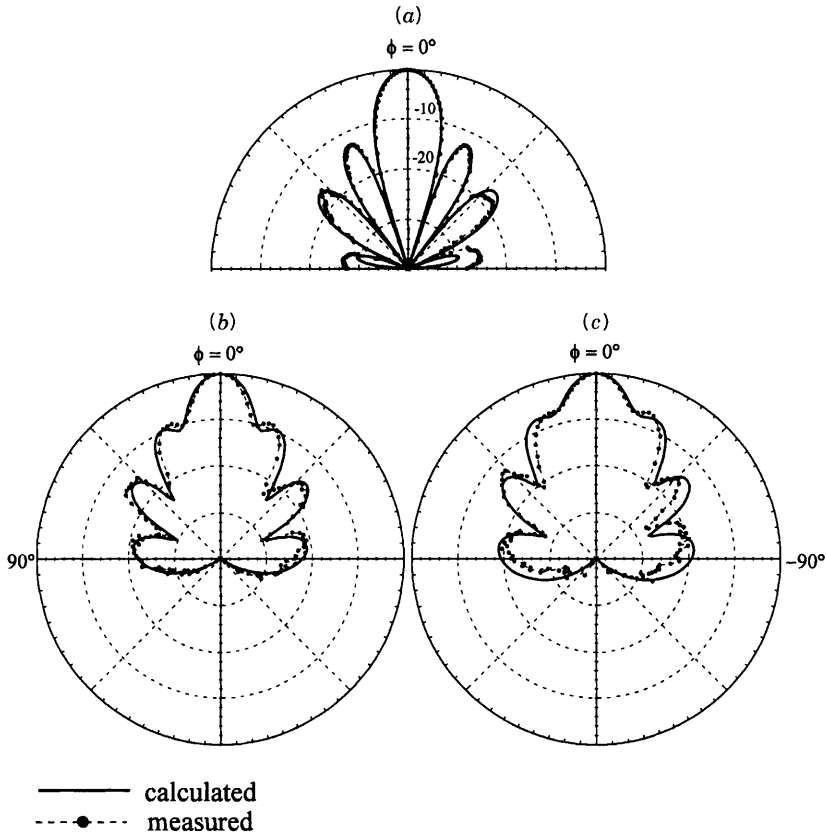 (a)
ϕ = 0°
-10
-20
(b)
(c)
ϕ = 0°
ϕ = 0°
90°
–90°
calculated
measured